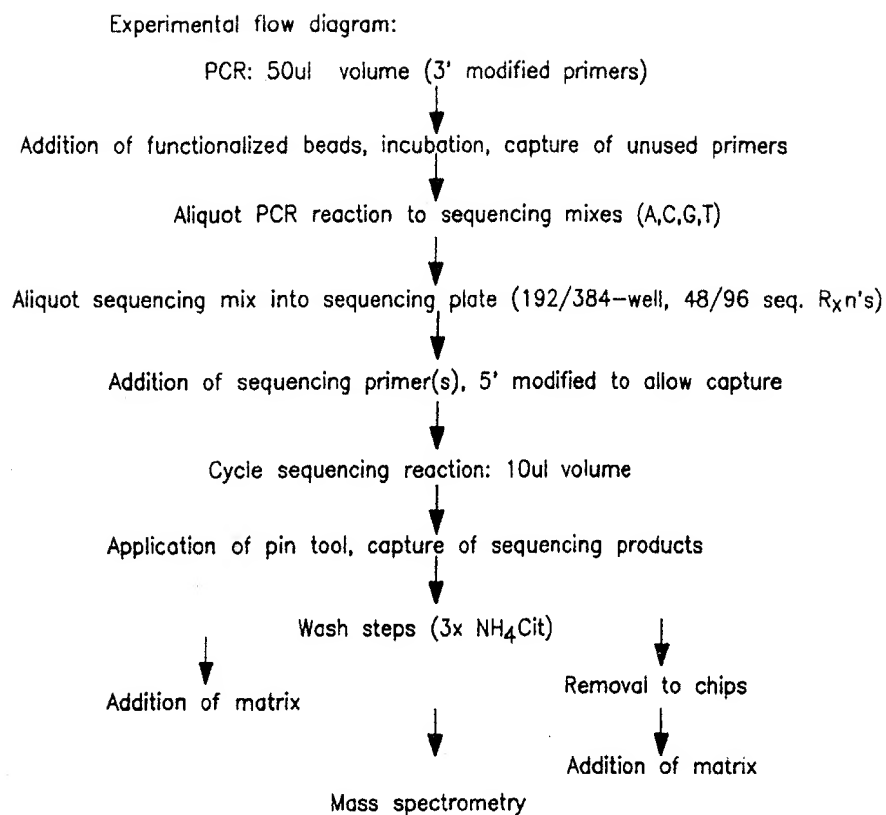 Experimental flow diagram:
PCR: 50ul volume (3' modified primers)
Addition of functionalized beads, incubation, capture of unused primers
Aliquot PCR reaction to sequencing mixes (A,C,G,T)
Aliquot sequencing mix into sequencing plate (192/384-well, 48/96 seq. Rxn's)
Addition of sequencing primer(s), 5' modified to allow capture
Cycle sequencing reaction: 10ul volume
Application of pin tool, capture of sequencing products
Wash steps (3x NH4Cit)
Addition of matrix
Removal to chips
Addition of matrix
Mass spectrometry